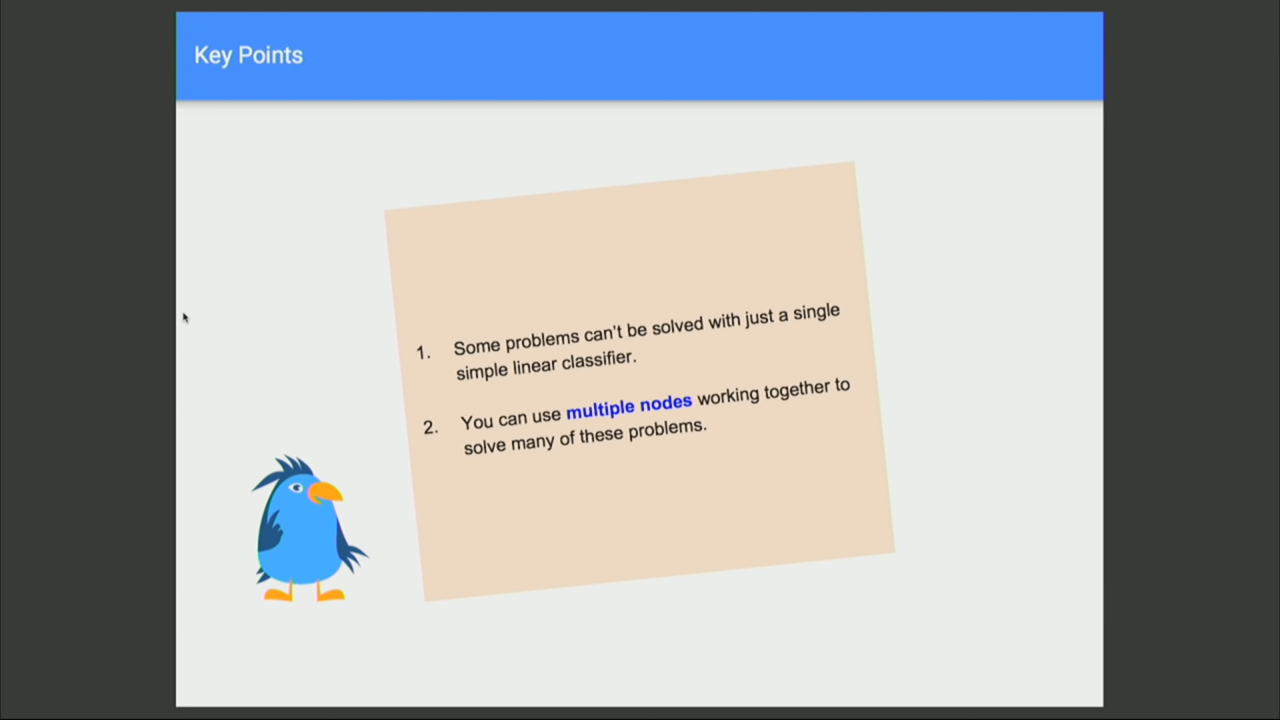 Key Points
1. Some problems can't be solved with just a single
simple linear classifier.
2. You can use multiple nodes working together to
solve many of these problems.